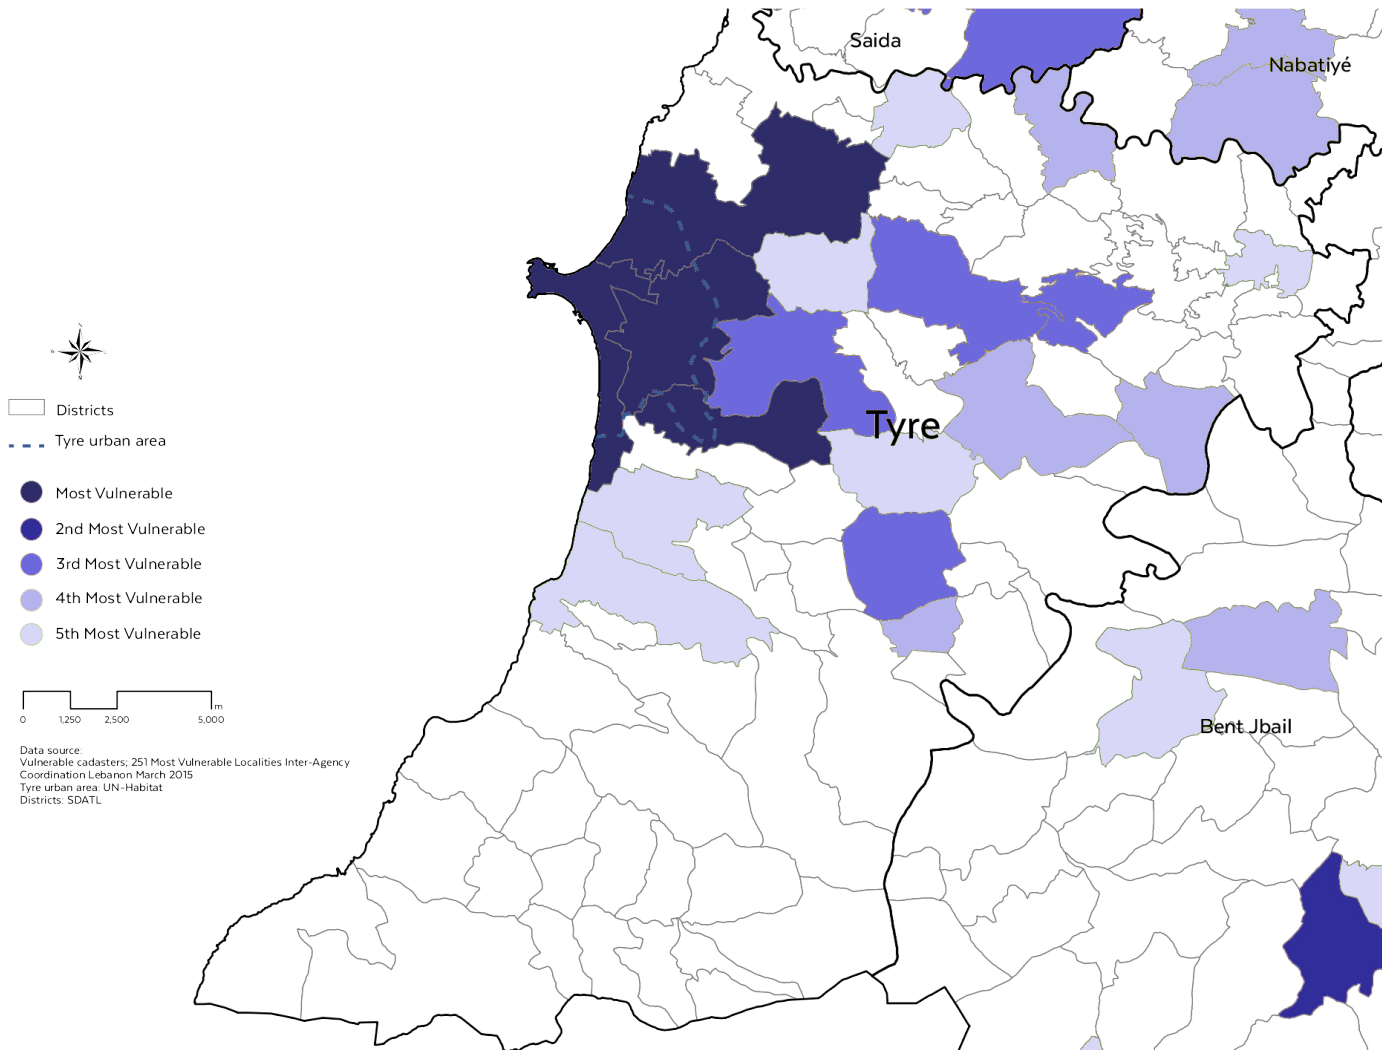 Saida
Nabatiyé
Tyre
Bent Jbail
N
W
S
Districts
Tyre urban area
Most Vulnerable
2nd Most Vulnerable
3rd Most Vulnerable
4th Most Vulnerable
5th Most Vulnerable
m
0 1,250 2,500 5,000
Data source:
Vulnerable cadasters; 251 Most Vulnerable Localities Inter-Agency
Coordination Lebanon March 2015
Tyre urban area: UN-Habitat
Districts: SDATL